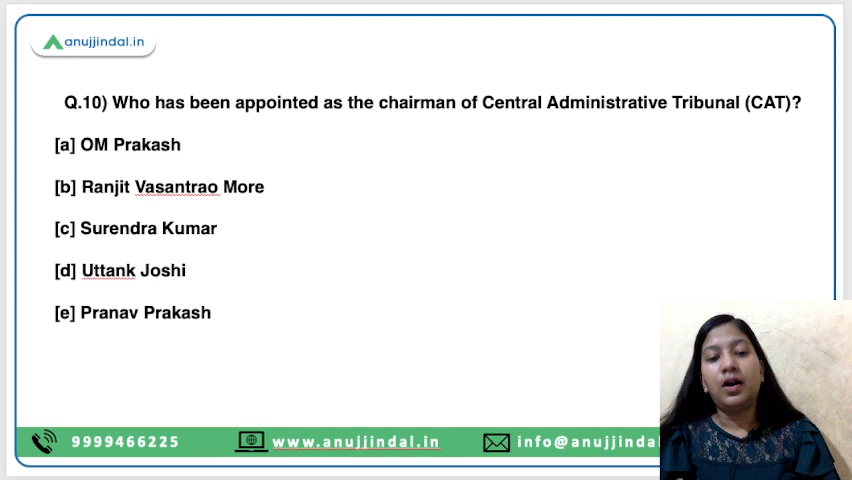 anujjindal.in
Q.10) Who has been appointed as the chairman of Central Administrative Tribunal (CAT)?
[a] OM Prakash
[b] Ranjit Vasantrao More
[c] Surendra Kumar
[d] Uttank Joshi
[e] Pranav Prakash
9999466225 www.anujjindal.in info@anujjindal